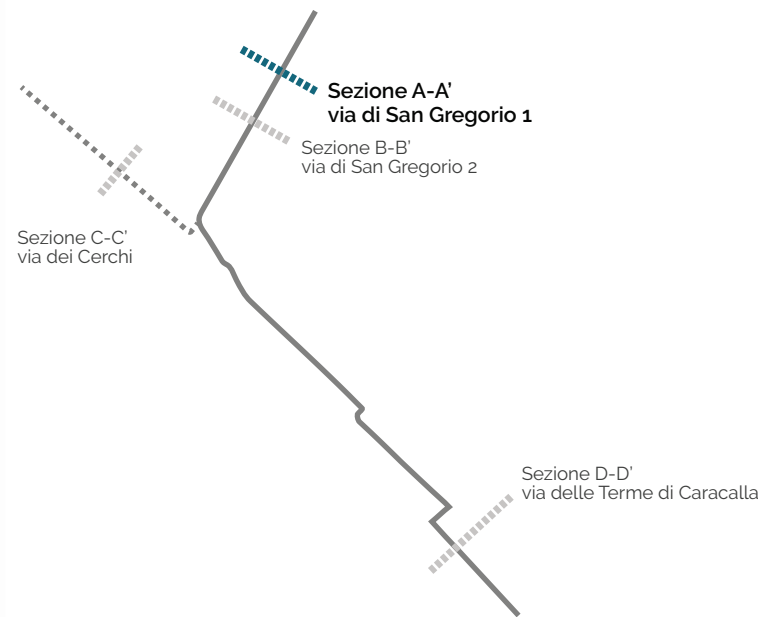 Sezione A-A'
via di San Gregorio 1
Sezione B-B'
via di San Gregorio 2
Sezione C-C'
via dei Cerchi
Sezione D-D'
via delle Terme di Caracalla